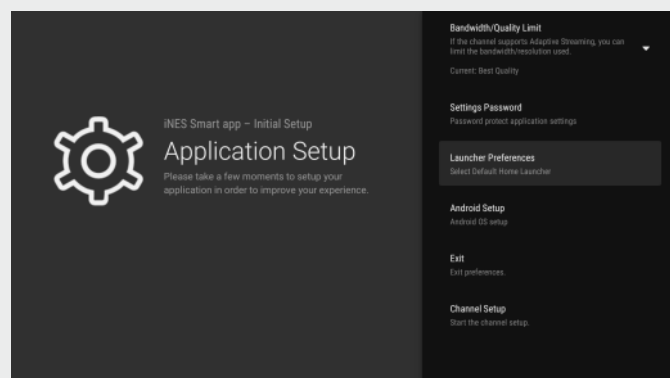 iNES Smart app – Initial Setup
Application Setup
Please take a few moments to setup your
application in order to improve your experience.
Bandwidth/Quality Limit
If the channel supports Adaptive Streaming, you can
limit the bandwidth/resolution used.
Current: Best Quality
Settings Password
Password protect application settings
Launcher Preferences
Select Default Home Launcher
Android Setup
Android OS setup
Exit
Exit preferences.
Channel Setup
Start the channel setup.